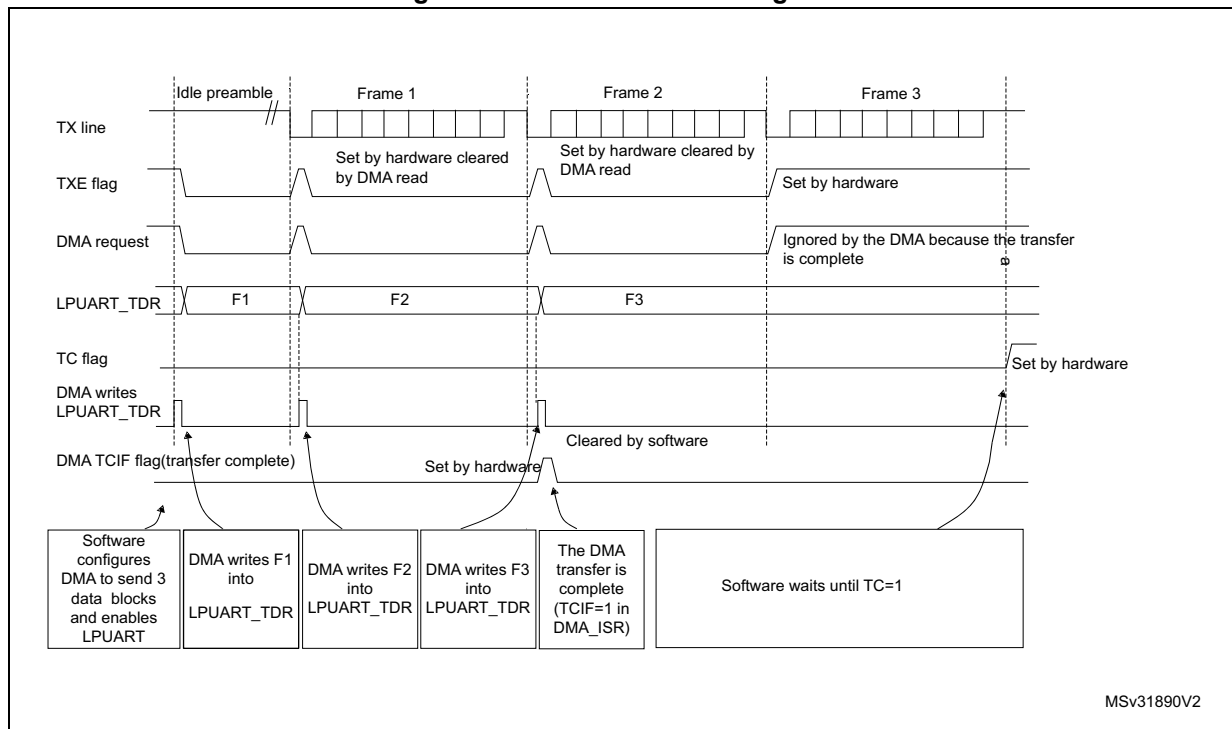 Idle preamble
Frame 1
Frame 2
Frame 3
TX line
Set by hardware cleared
by DMA read
Set by hardware cleared by
DMA read
TXE flag
Set by hardware
DMA request
Ignored by the DMA because the transfer
is complete
a
LPUART_TDR
F1
F2
F3
TC flag
Set by hardware
DMA writes
LPUART_TDR
Cleared by software
DMA TCIF flag(transfer complete)
Set by hardware
Software
configures
DMA to send 3
data blocks
and enables
LPUART
DMA writes F1
into
LPUART_TDR
DMA writes F2
into
LPUART_TDR
DMA writes F3
into
LPUART_TDR
The DMA
transfer is
complete
(TCIF=1 in
DMA_ISR)
Software waits until TC=1
MSv31890V2